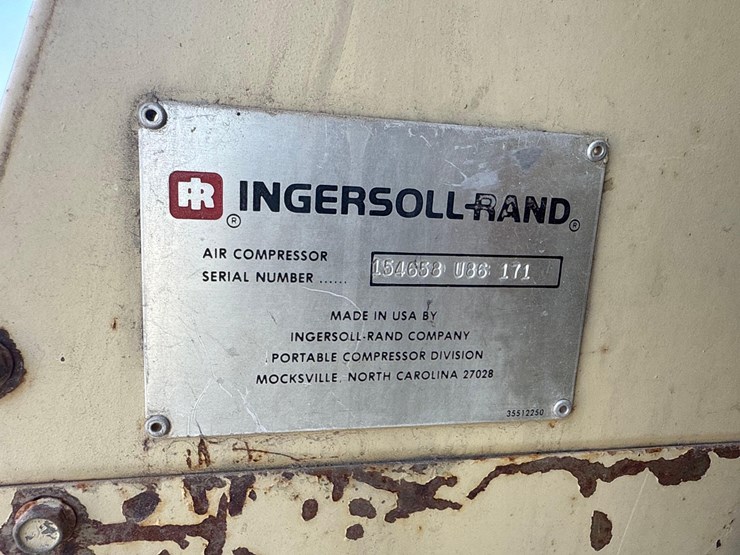 IR ® INGERSOLL-RAND®
AIR COMPRESSOR
SERIAL NUMBER ...... 154658 U86 171
MADE IN USA BY
INGERSOLL-RAND COMPANY
PORTABLE COMPRESSOR DIVISION
MOCKSVILLE, NORTH CAROLINA 27028
35512250